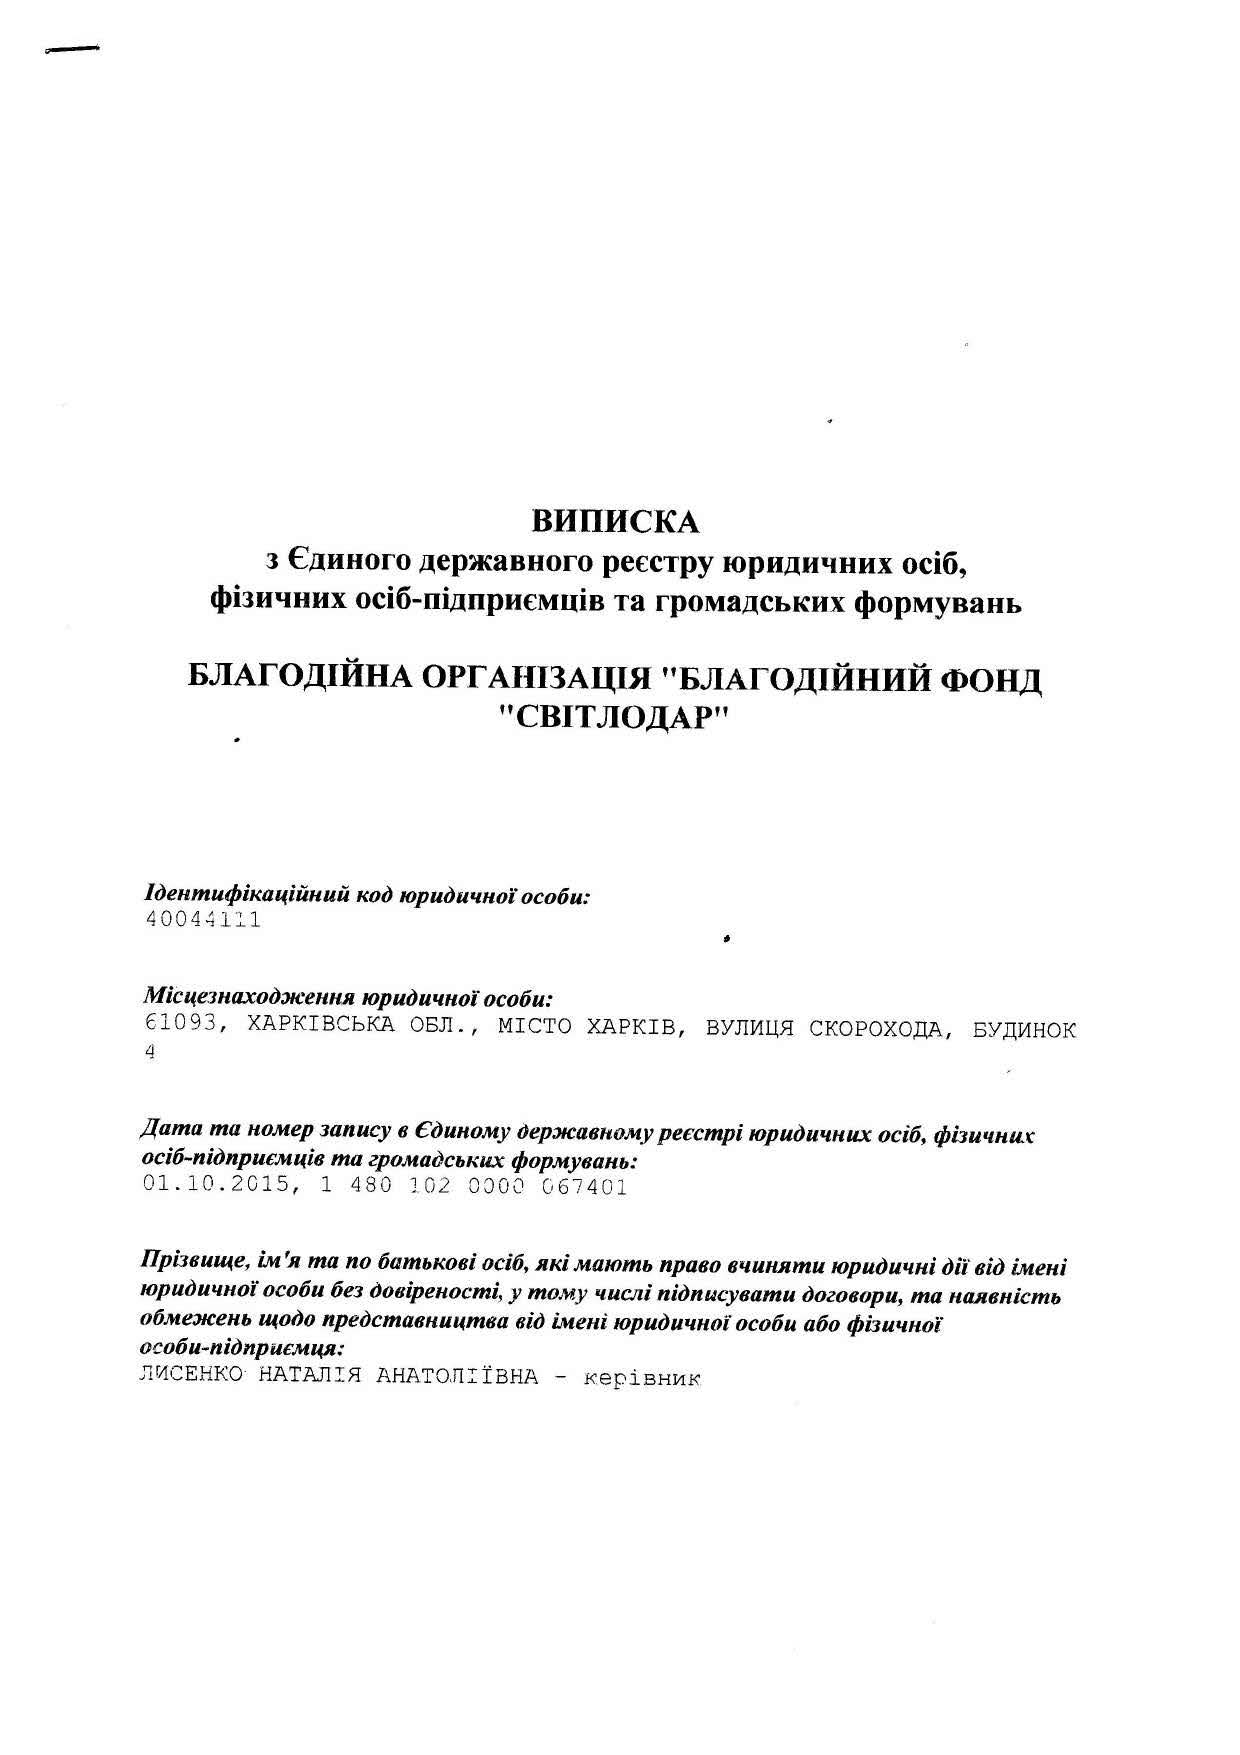 ВИПИСКА
з Єдиного державного реєстру юридичних осіб,
фізичних осіб-підприємців та громадських формувань
БЛАГОДІЙНА ОРГАНІЗАЦІЯ "БЛАГОДІЙНИЙ ФОНД
"СВІТЛОДАР"
Ідентифікаційний код юридичної особи:
40044111
Місцезнаходження юридичної особи:
61093, ХАРКІВСЬКА ОБЛ., МІСТО ХАРКІВ, ВУЛИЦЯ СКОРОХОДА, БУДИНОК
4
Дата та номер запису в Єдиному державному реєстрі юридичних осіб, фізичних
осіб-підприємців та громадських формувань:
01.10.2015, 1 480 102 0000 067401
Прізвище, ім'я та по батькові осіб, які мають право вчиняти юридичні дії від імені
юридичної особи без довіреності, у тому числі підписувати договори, та наявність
обмежень щодо представництва від імені юридичної особи або фізичної
особи-підприємця:
ЛИСЕНКО НАТАЛІЯ АНАТОЛІЇВНА - керівник